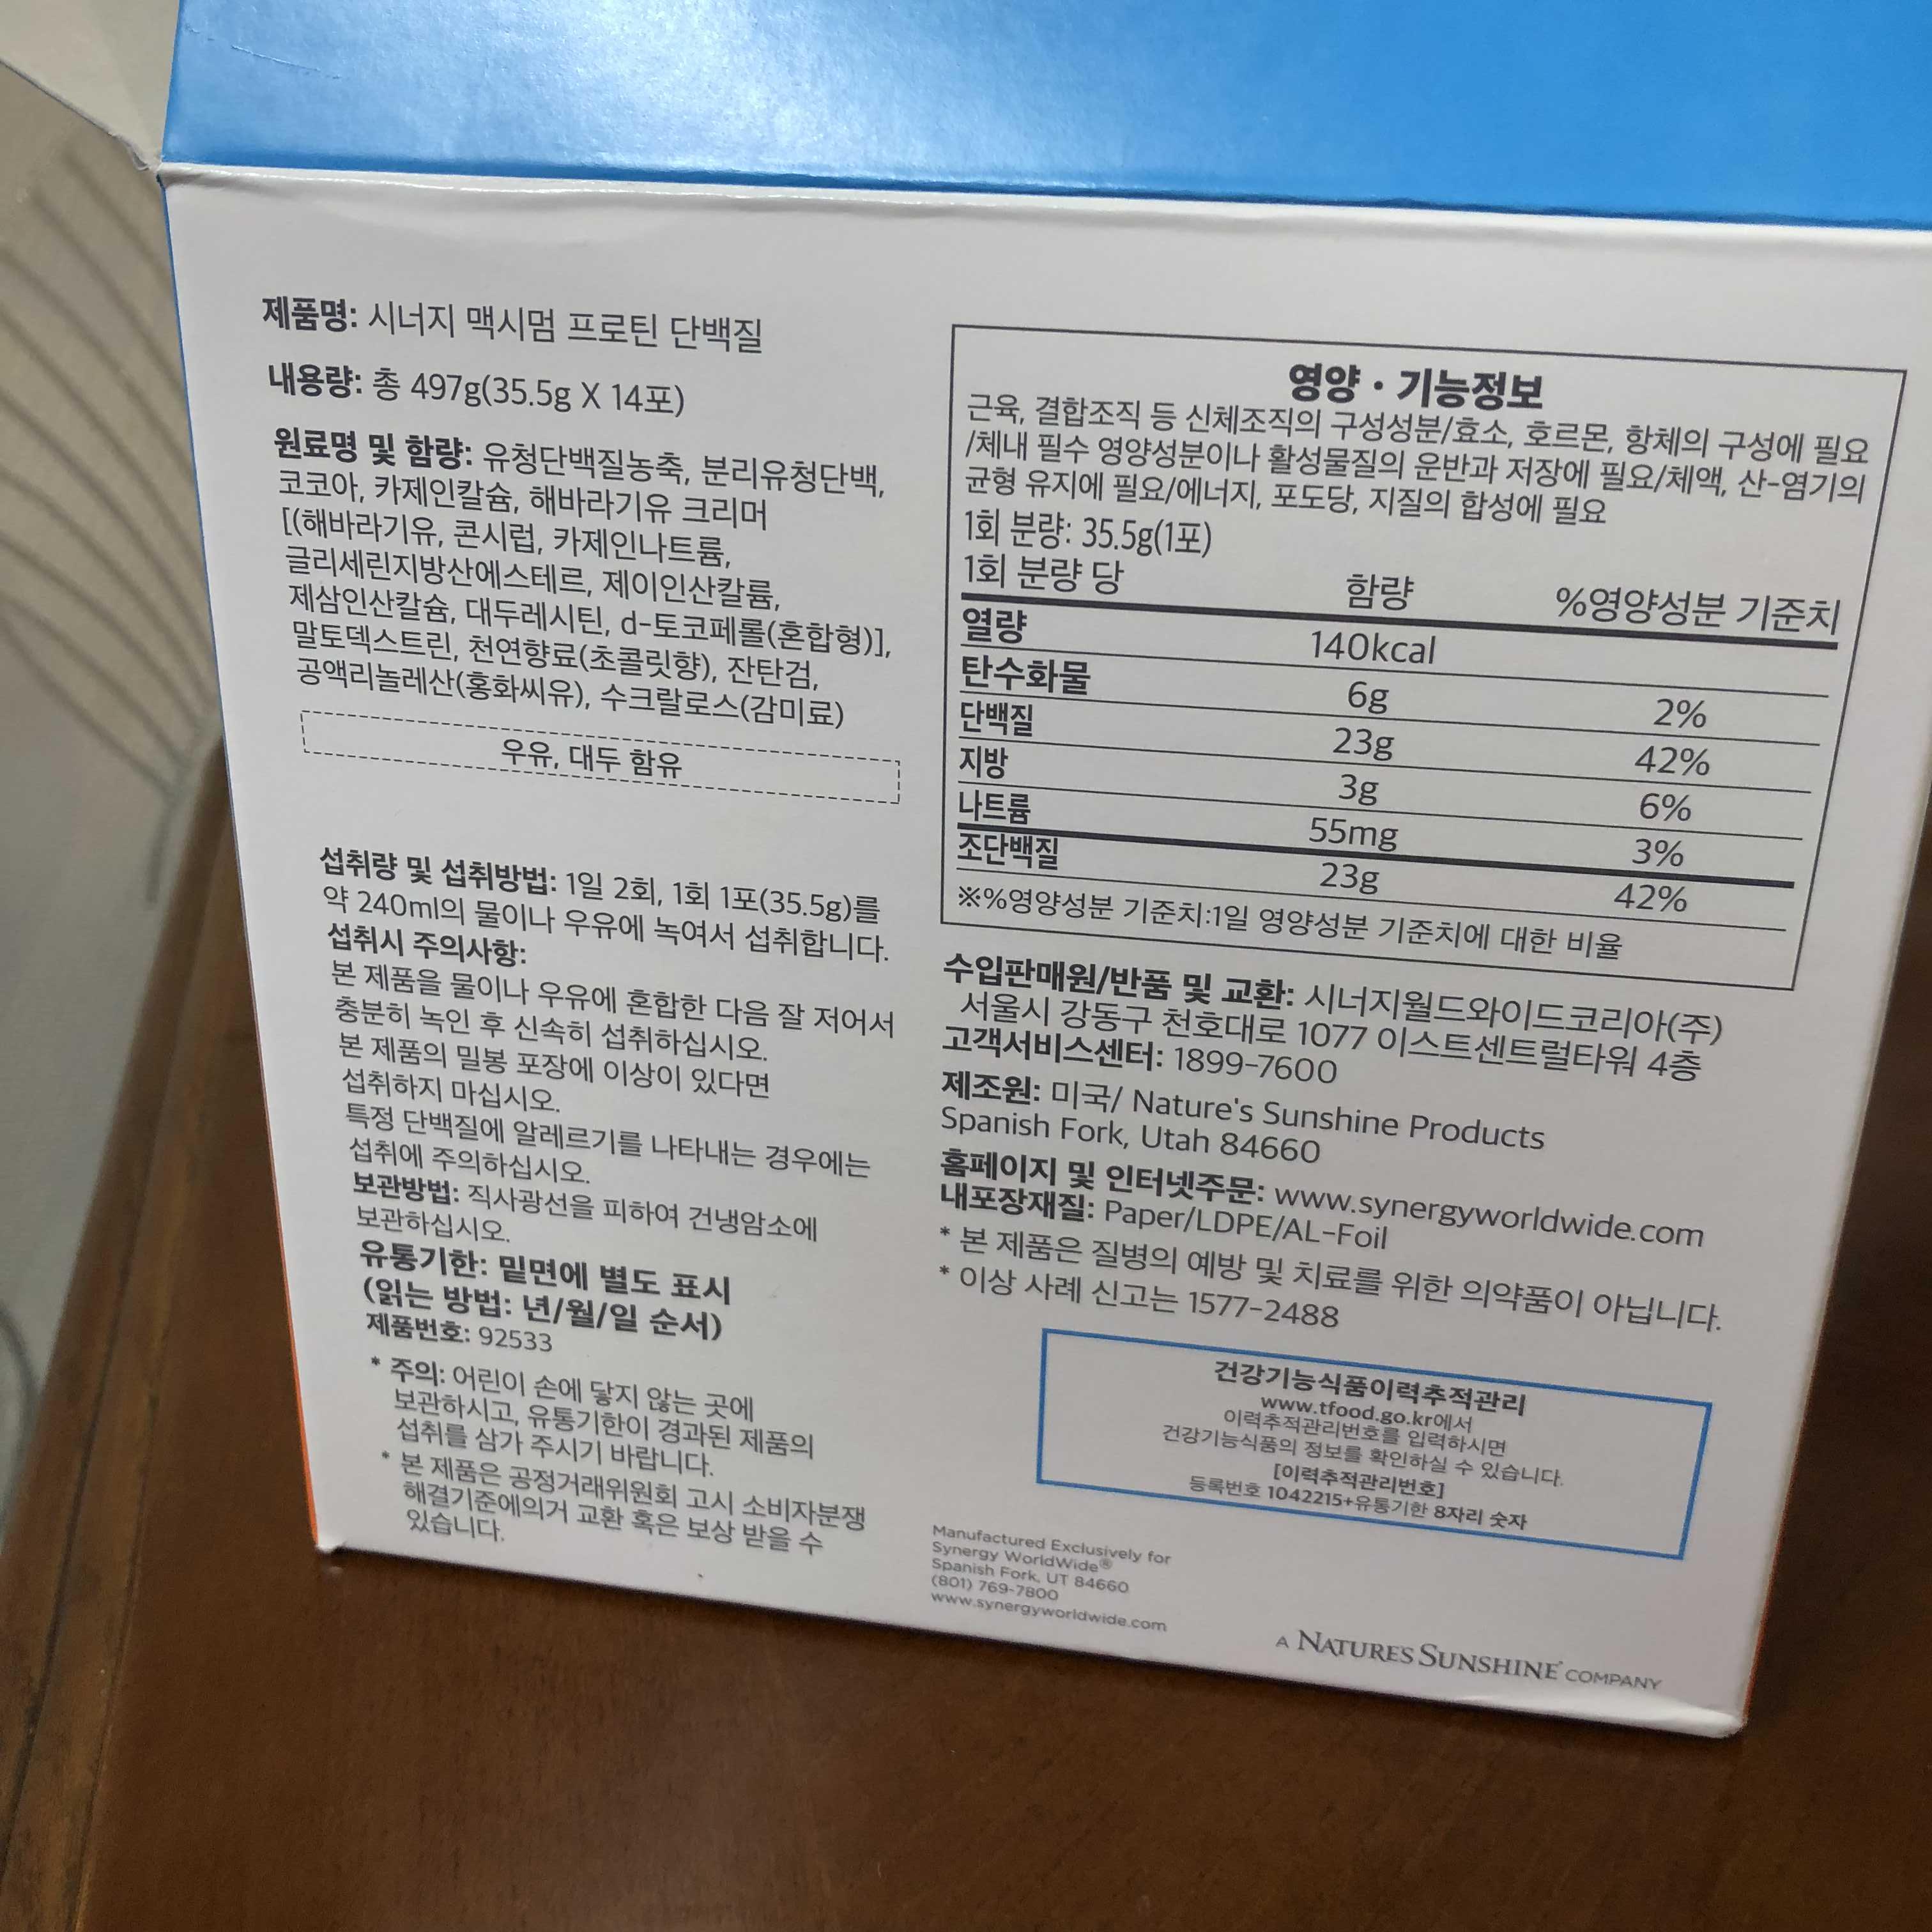 제품명: 시너지 맥시멈 프로틴 단백질
내용량: 총 497g(35.5g X 14포)
원료명 및 함량: 유청단백질농축, 분리유청단백,
코코아, 카제인칼슘, 해바라기유 크리머
[(해바라기유, 콘시럽, 카제인나트륨,
글리세린지방산에스테르, 제이인산칼륨,
제삼인산칼슘, 대두레시틴, d-토코페롤(혼합형)],
말토덱스트린, 천연향료(초콜릿향), 잔탄검,
공액리놀레산(홍화씨유), 수크랄로스(감미료)
우유, 대두 함유
섭취량 및 섭취방법: 1일 2회, 1회 1포(35.5g)를
약 240ml의 물이나 우유에 녹여서 섭취합니다.
섭취시 주의사항:
본 제품을 물이나 우유에 혼합한 다음 잘 저어서
충분히 녹인 후 신속히 섭취하십시오.
본 제품의 밀봉 포장에 이상이 있다면
섭취하지 마십시오.
특정 단백질에 알레르기를 나타내는 경우에는
섭취에 주의하십시오.
보관방법: 직사광선을 피하여 건냉암소에
보관하십시오.
유통기한: 밑면에 별도 표시
(읽는 방법: 년/월/일 순서)
제품번호: 92533
* 주의: 어린이 손에 닿지 않는 곳에
보관하시고, 유통기한이 경과된 제품의
섭취를 삼가 주시기 바랍니다.
* 본 제품은 공정거래위원회 고시 소비자분쟁
해결기준에의거 교환 혹은 보상 받을 수
있습니다.
영양 · 기능정보
근육, 결합조직 등 신체조직의 구성성분/효소, 호르몬, 항체의 구성에 필요
/체내 필수 영양성분이나 활성물질의 운반과 저장에 필요/체액, 산-염기의
균형 유지에 필요/에너지, 포도당, 지질의 합성에 필요
1회 분량: 35.5g(1포)
1회 분량 당 함량 %영양성분 기준치
열량 140kcal
탄수화물 6g 2%
단백질 23g 42%
지방 3g 6%
나트륨 55mg 3%
조단백질 23g 42%
※%영양성분 기준치:1일 영양성분 기준치에 대한 비율
수입판매원/반품 및 교환: 시너지월드와이드코리아(주)
서울시 강동구 천호대로 1077 이스트센트럴타워 4층
고객서비스센터: 1899-7600
제조원: 미국/ Nature's Sunshine Products
Spanish Fork, Utah 84660
홈페이지 및 인터넷주문: www.synergyworldwide.com
내포장재질: Paper/LDPE/AL-Foil
* 본 제품은 질병의 예방 및 치료를 위한 의약품이 아닙니다.
* 이상 사례 신고는 1577-2488
건강기능식품이력추적관리
www.tfood.go.kr에서
이력추적관리번호를 입력하시면
건강기능식품의 정보를 확인하실 수 있습니다.
[이력추적관리번호]
등록번호 1042215+유통기한 8자리 숫자
Manufactured Exclusively for
Synergy WorldWide®
Spanish Fork, UT 84660
(801) 769-7800
www.synergyworldwide.com
A NATURE'S SUNSHINE COMPANY